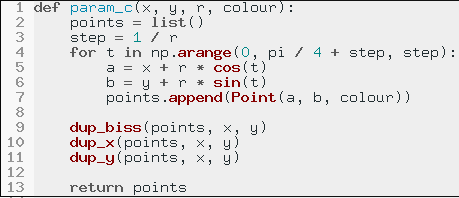 1 def param_c(x, y, r, colour):
2     points = list()
3     step = 1 / r
4     for t in np.arange(0, pi / 4 + step, step):
5         a = x + r * cos(t)
6         b = y + r * sin(t)
7         points.append(Point(a, b, colour))
8
9     dup_biss(points, x, y)
10     dup_x(points, x, y)
11     dup_y(points, x, y)
12
13     return points